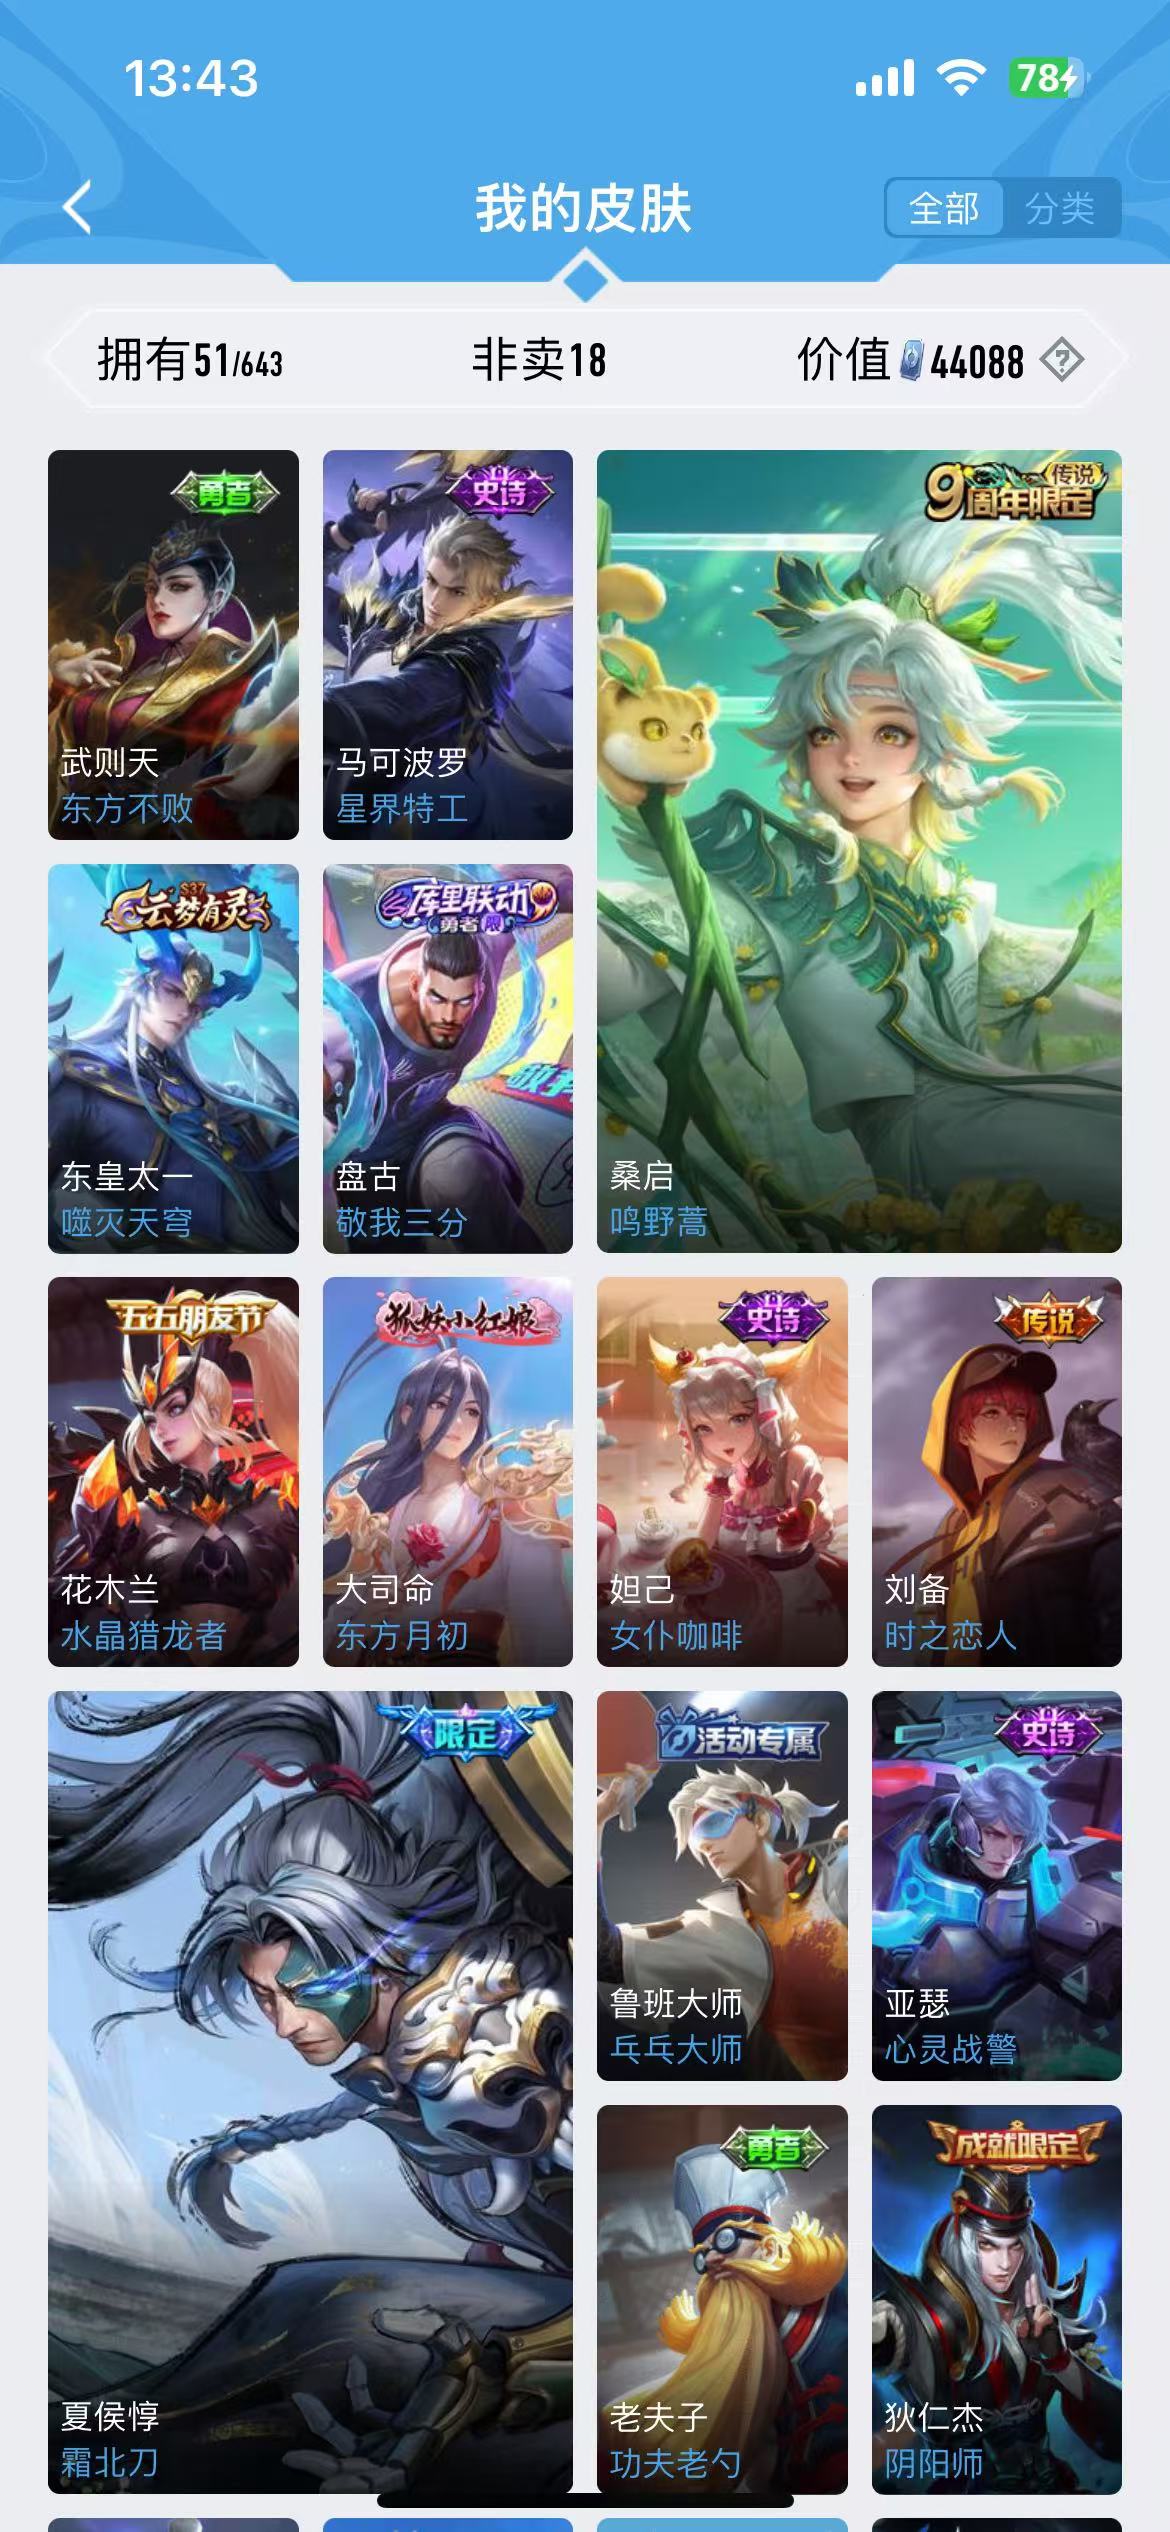 13:43
78
我的皮肤
全部
分类
拥有51/643
非卖18
价值44088
勇者
武则天
东方不败
史诗
马可波罗
星界特工
9周年限定
传说
桑启
鸣野蒿
S37
云梦有灵
东皇太一
噬灭天穹
库里联动
勇者 限
敬我三分
盘古
五五朋友节
花木兰
水晶猎龙者
狐妖小红娘
大司命
东方月初
史诗
妲己
女仆咖啡
传说
刘备
时之恋人
限定
夏侯惇
霜北刀
活动专属
鲁班大师
乓乓大师
史诗
亚瑟
心灵战警
勇者
老夫子
功夫老勺
成就限定
狄仁杰
阴阳师